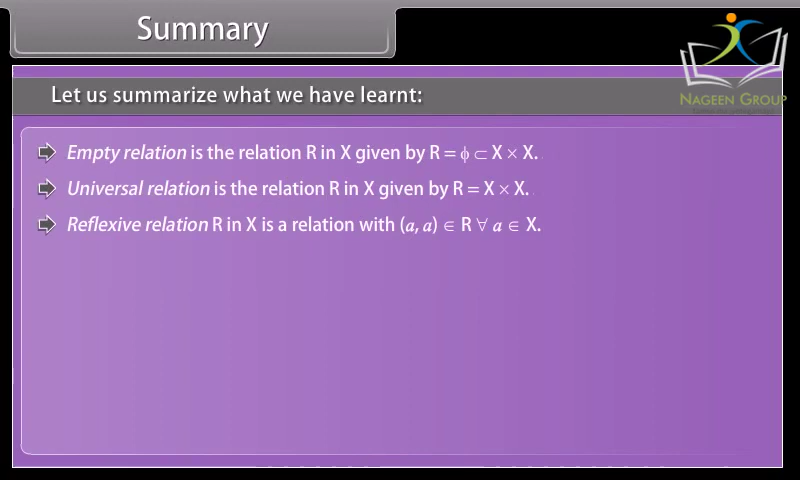 Summary
NAGEEN GROUP
Let us summarize what we have learnt:
Empty relation is the relation R in X given by R = ϕ ⊂ X × X.
Universal relation is the relation R in X given by R = X × X.
Reflexive relation R in X is a relation with (a, a) ∈ R ∀ a ∈ X.